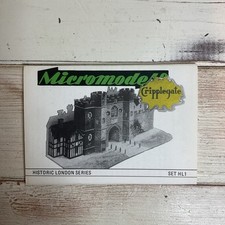 Micromodels
Cripplegate
HISTORIC LONDON SERIES
SET HL1